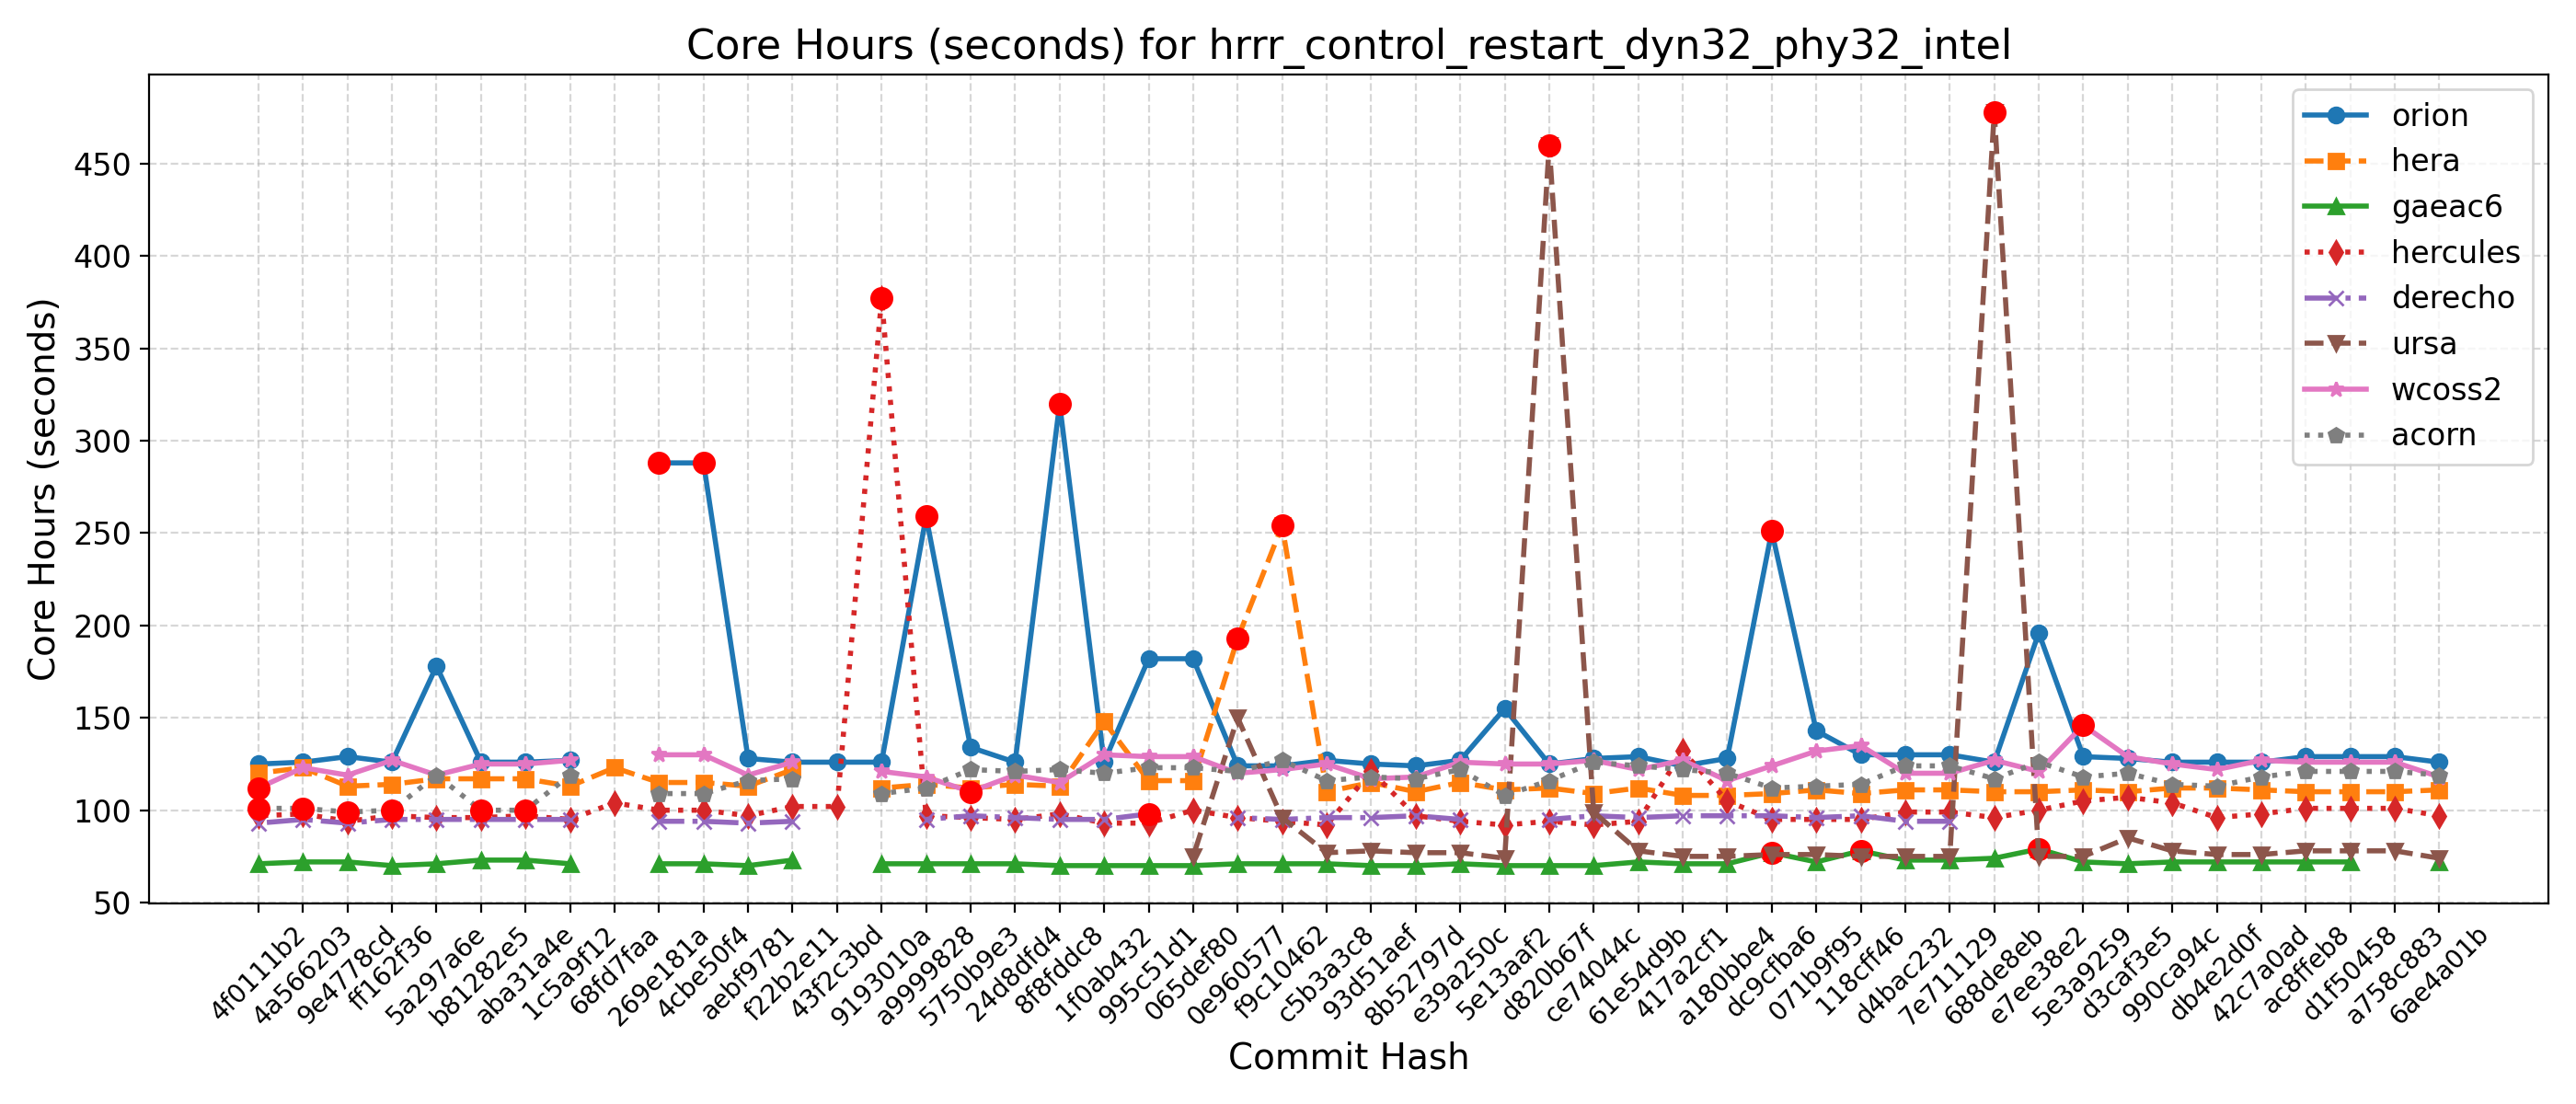 Core Hours (seconds) for hrrr_control_restart_dyn32_phy32_intel
Core Hours (seconds)
450
400
350
300
250
200
150
100
50
orion
hera
gaeac6
hercules
derecho
ursa
wcoss2
acorn
4f0111b2
4a566203
9e4778cd
ff162f36
5a297a6e
b81282e5
aba31a4e
1c5a9f12
68fd7faa
269e181a
4cbe50f4
aebf9781
f22b2e11
43f2c3bd
9193010a
a9999828
5750b9e3
24d8dfd4
8f8fddc8
1f0ab432
995c51d1
065def80
0e960577
f9c10462
c5b3a3c8
93d51aef
8b52797d
e39a250c
5e13aaf2
d820b67f
ce74044c
61e54d9b
417a2cf1
a180bbe4
dc9cfba6
071b9f95
118cff46
d4bac232
7e711129
688de8eb
e7ee38e2
5e3a9259
d3caf3e5
990ca94c
db4e2d0f
42c7a0ad
ac8ffeb8
d1f50458
a758c883
6ae4a01b
Commit Hash